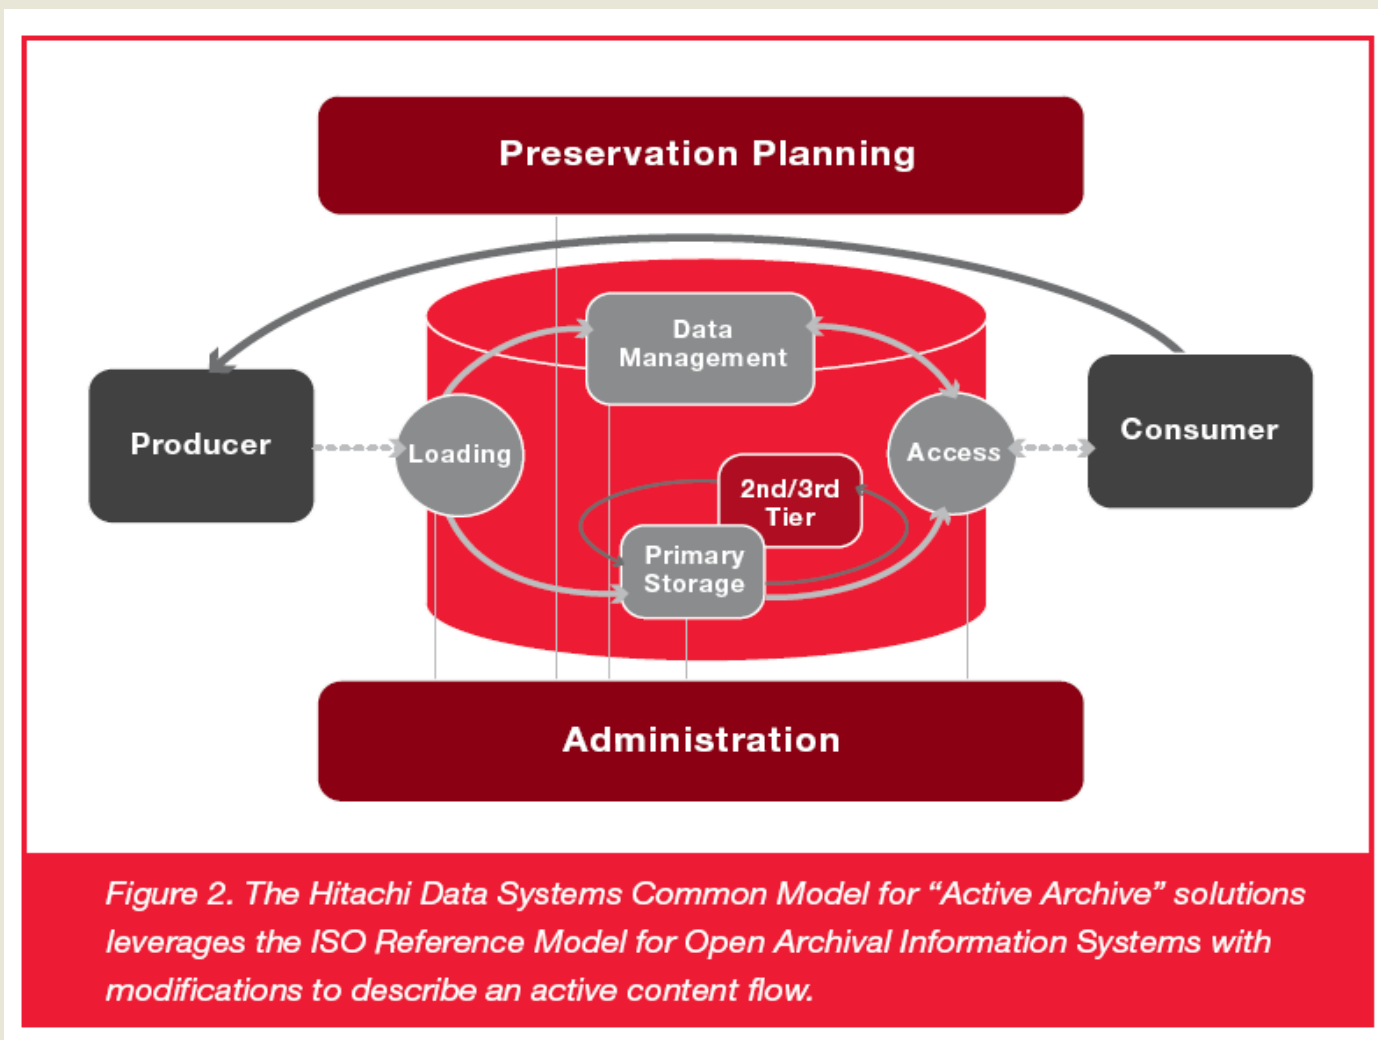 Preservation Planning
Data
Management
Producer
Loading
Access
Consumer
2nd/3rd
Tier
Primary
Storage
Administration
Figure 2. The Hitachi Data Systems Common Model for “Active Archive” solutions
leverages the ISO Reference Model for Open Archival Information Systems with
modifications to describe an active content flow.